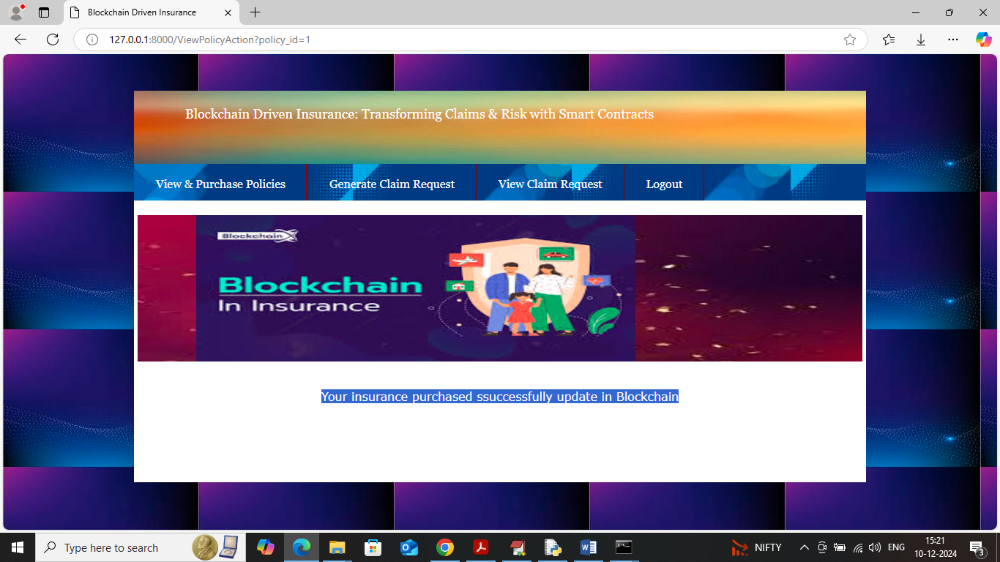 Blockchain Driven Insurance
127.0.0.1:8000/ViewPolicyAction?policy_id=1
Blockchain Driven Insurance: Transforming Claims & Risk with Smart Contracts
View & Purchase Policies Generate Claim Request View Claim Request Logout
BlockchainX
Blockchain
In Insurance
Your insurance purchased ssuccessfully update in Blockchain
Type here to search
NIFTY
ENG
15:21
10-12-2024
3